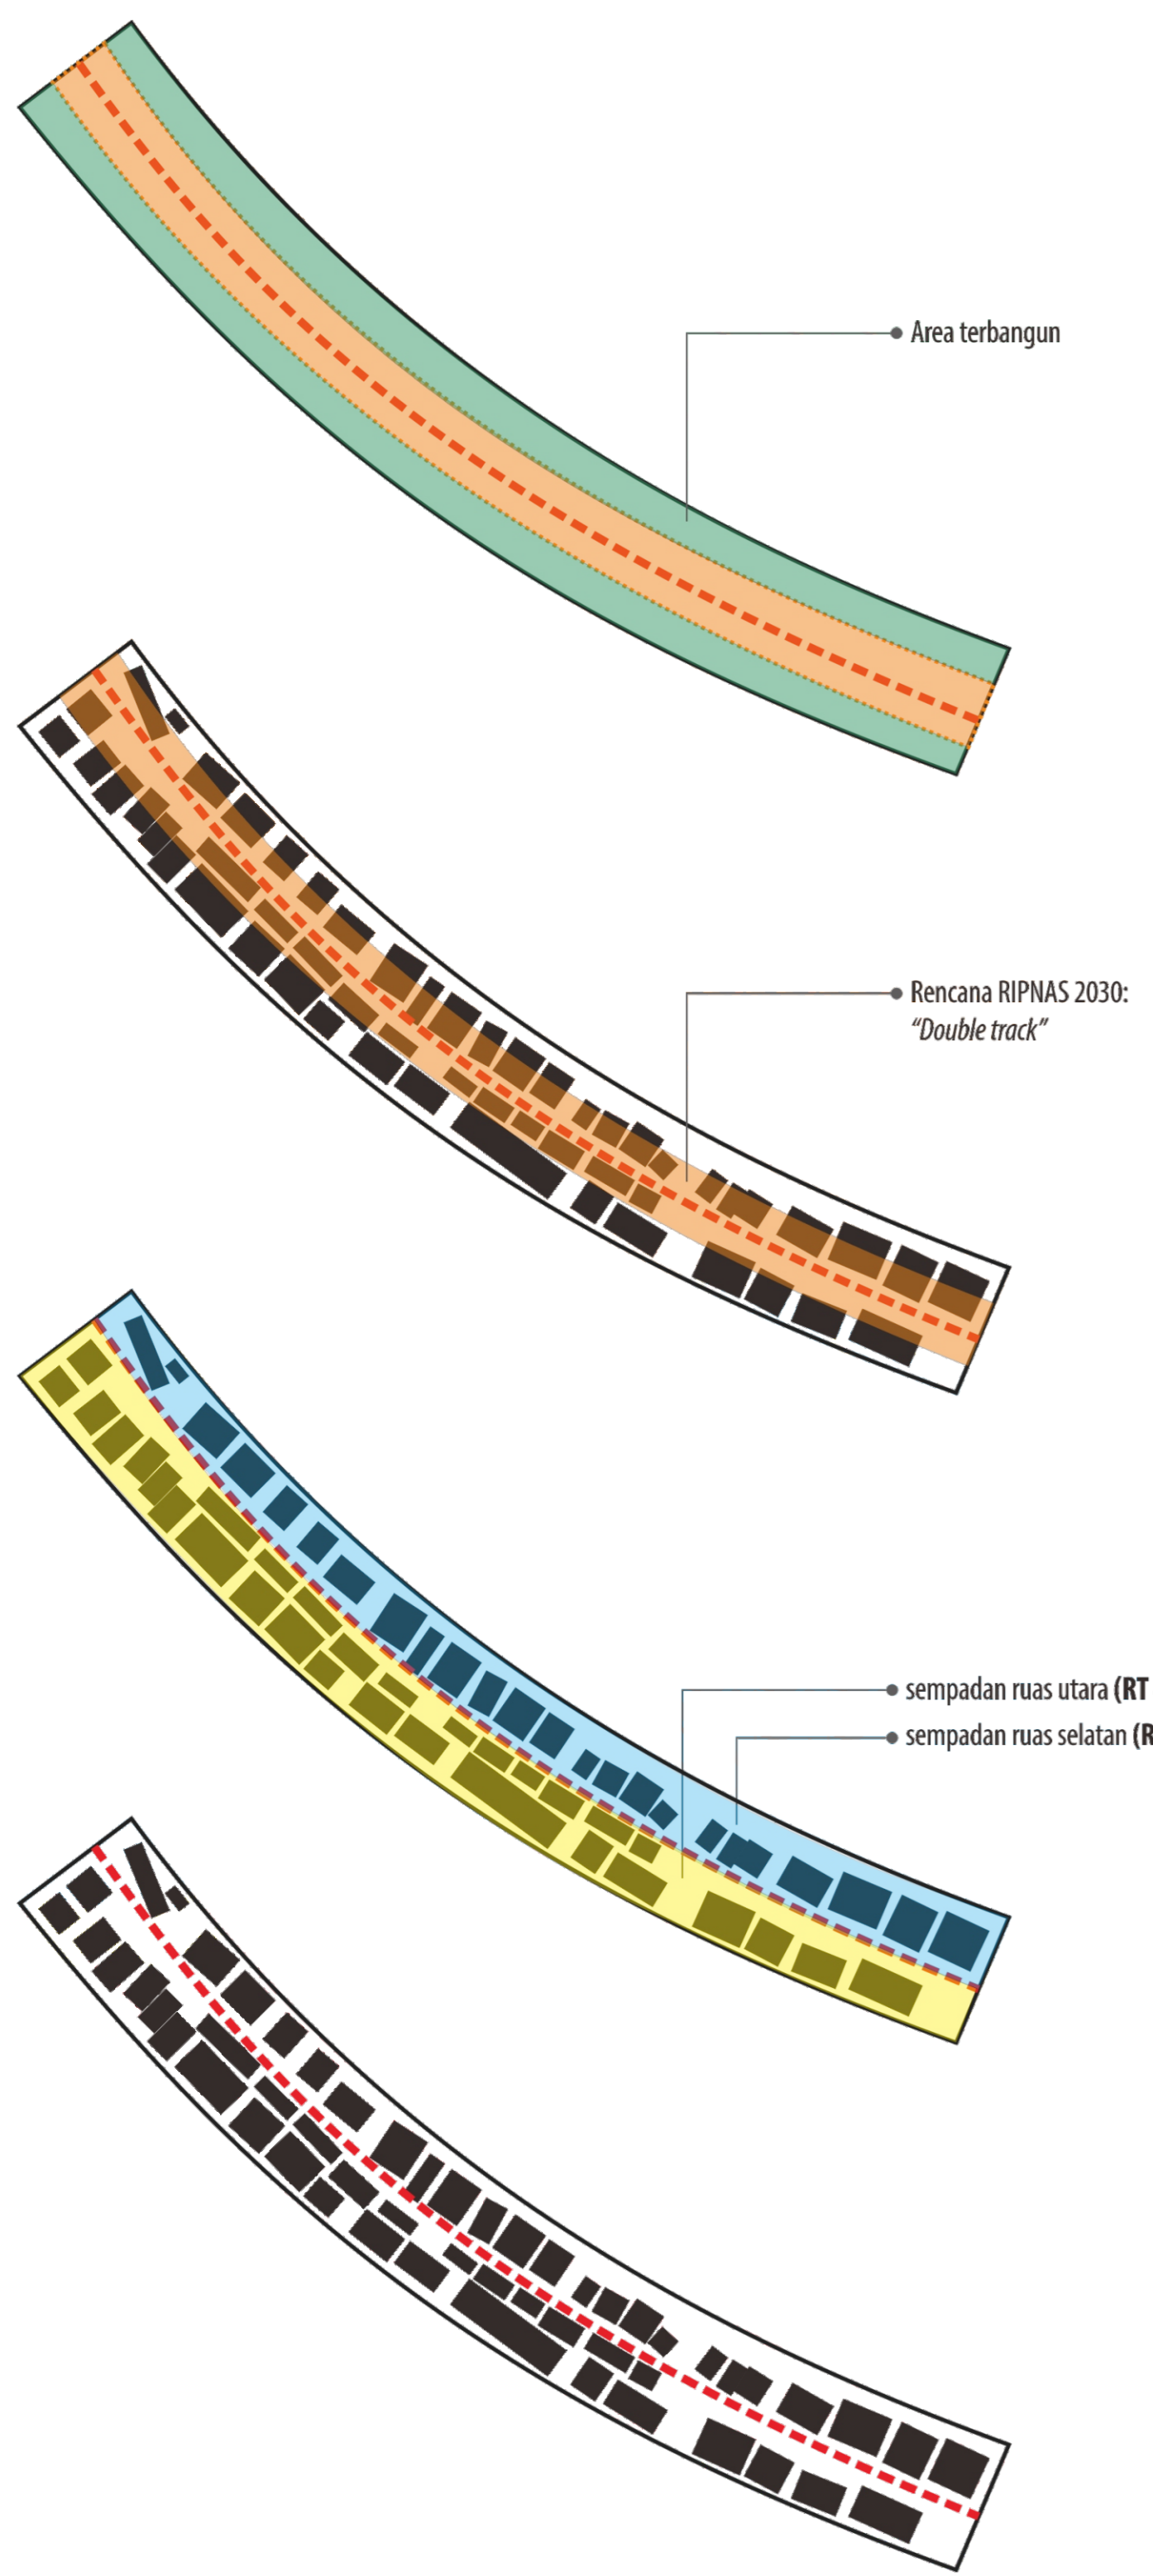 Area terbangun
Rencana RIPNAS 2030:
“Double track”
sempadan ruas utara (RT
sempadan ruas selatan (R